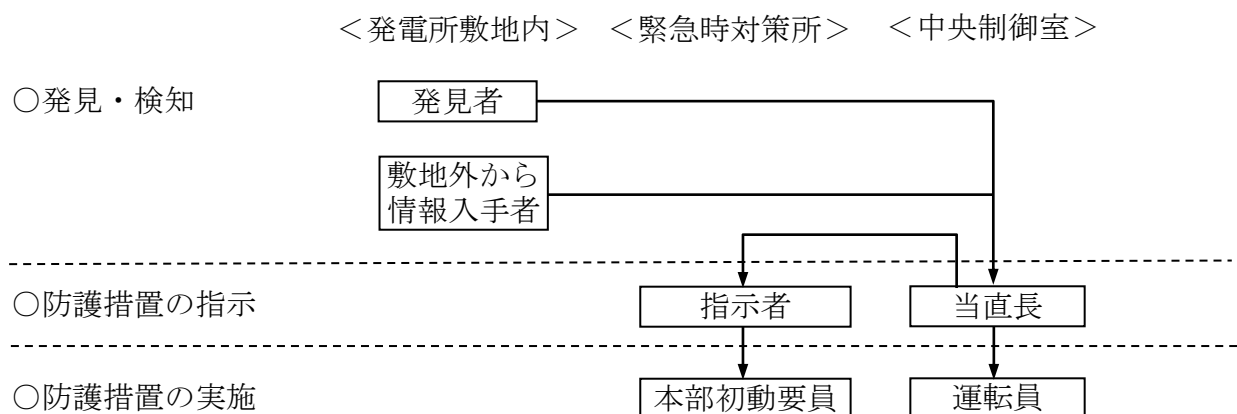 ＜発電所敷地内＞ ＜緊急時対策所＞ ＜中央制御室＞
○発見・検知
発見者
敷地外から
情報入手者
○防護措置の指示
指示者
当直長
○防護措置の実施
本部初動要員
運転員